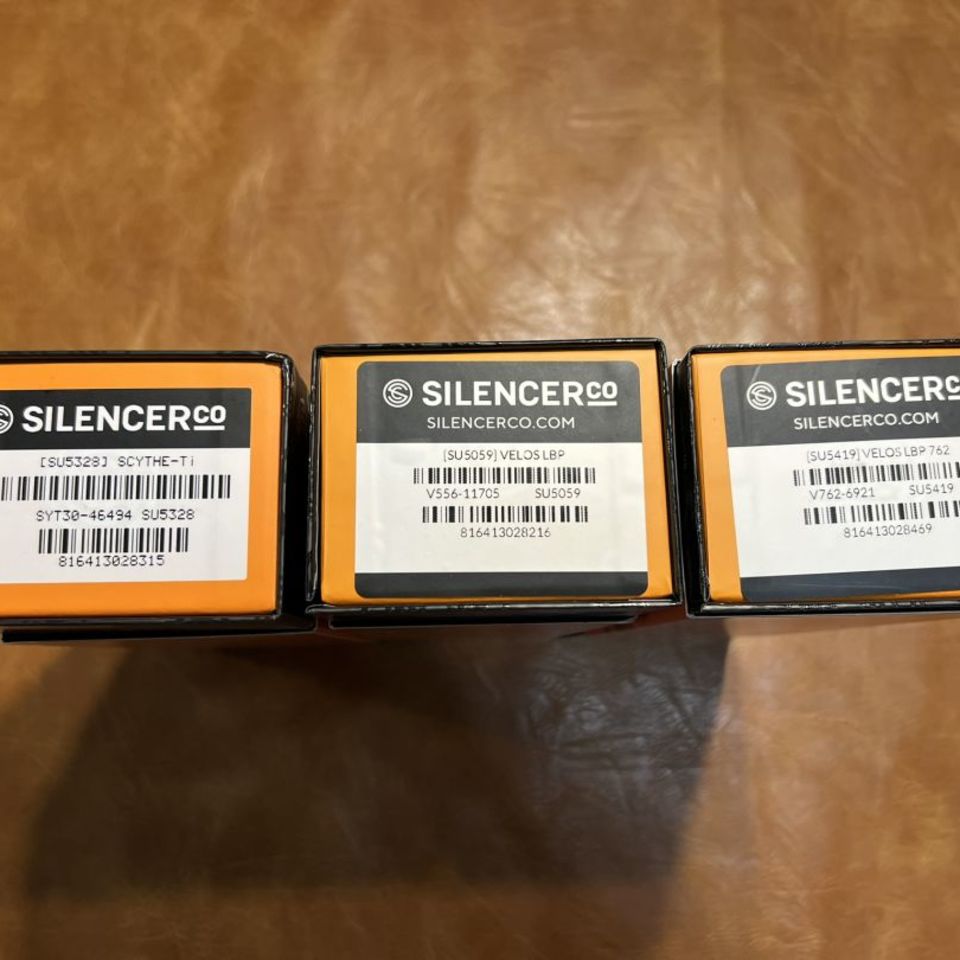 SILENCERCO
[SU5328] SCYTHE-Ti
SYT30-46494 SU5328
816413028315
SILENCERCO
SILENCERCO.COM
[SU5059] VELOS LBP
V556-11705 SU5059
816413028216
SILENCERCO
SILENCERCO.COM
[SU5419] VELOS LBP 762
V762-6921 SU5419
816413028469